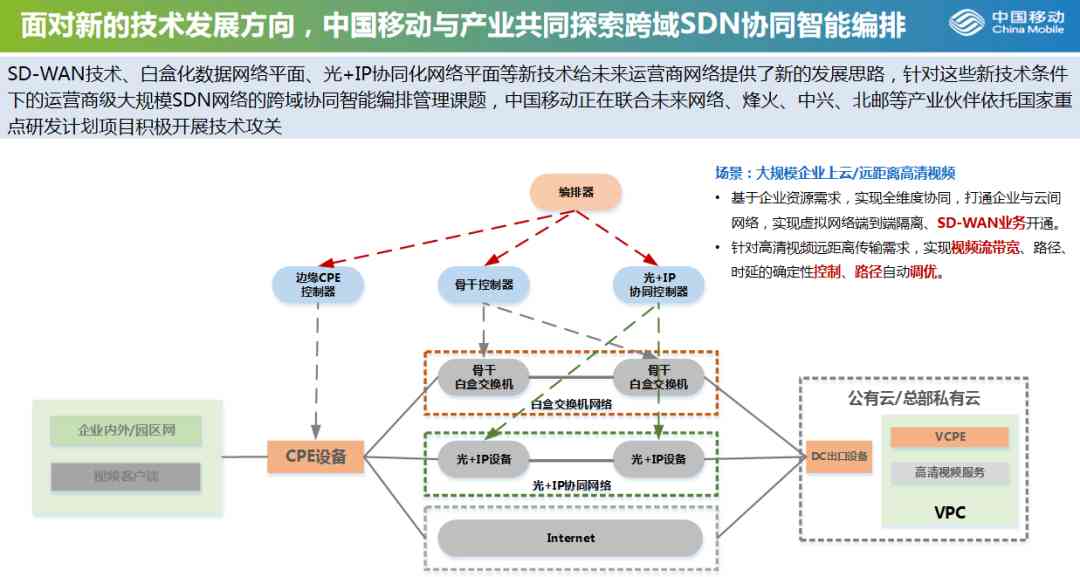 面对新的技术发展方向，中国移动与产业共同探索跨域SDN协同智能编排
中国移动
China Mobile
SD-WAN技术、白盒化数据网络平面、光+IP协同化网络平面等新技术给未来运营商网络提供了新的发展思路，针对这些新技术条件
下的运营商级大规模SDN网络的跨域协同智能编排管理课题，中国移动正在联合未来网络、烽火、中兴、北邮等产业伙伴依托国家重
点研发计划项目积极开展技术攻关
场景：大规模企业上云/远距离高清视频
• 基于企业资源需求，实现全维度协同，打通企业与云间
网络，实现虚拟网络端到端隔离、SD-WAN业务开通。
• 针对高清视频远距离传输需求，实现视频流带宽、路径、
时延的确定性控制、路径自动调优。
编排器
边缘CPE
控制器
骨干控制器
光+IP
协同控制器
骨干
白盒交换机
骨干
白盒交换机
白盒交换机网络
企业内外/园区网
视频客户端
CPE设备
光+IP设备
光+IP设备
光+IP协同网络
Internet
DC出口设备
公有云/总部私有云
VCPE
高清视频服务
VPC